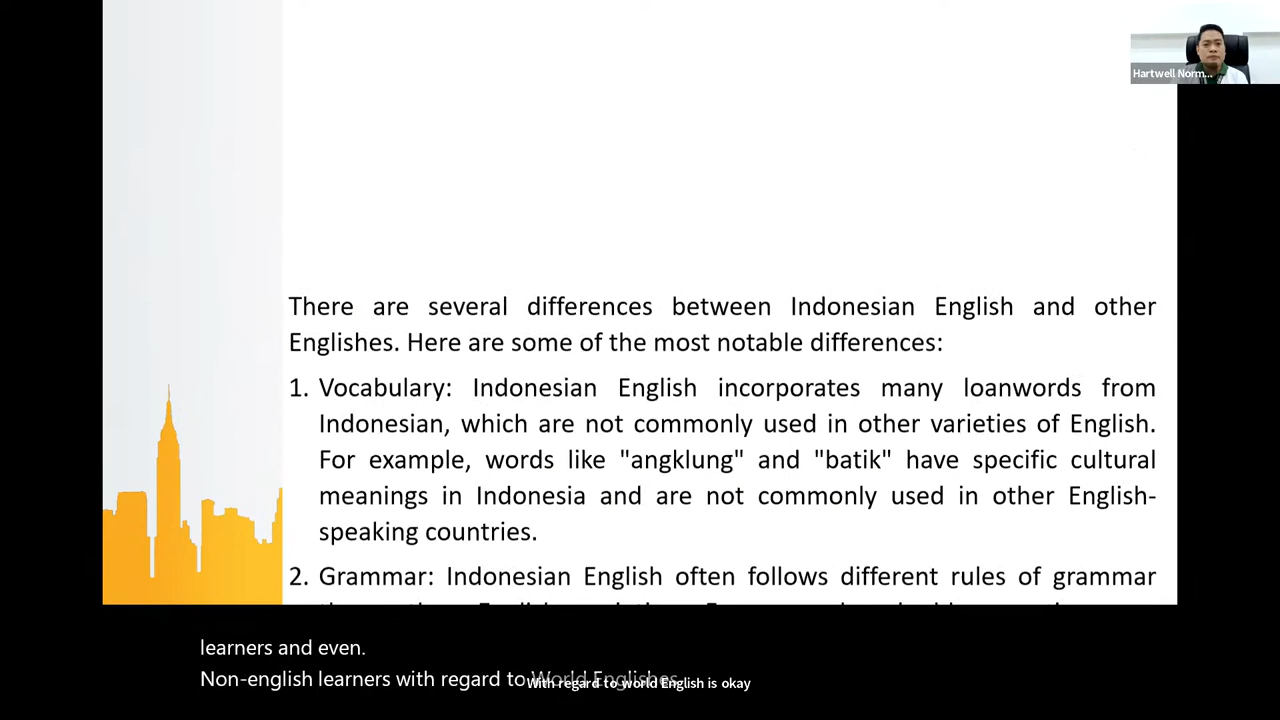 Hartwell Norm...
There are several differences between Indonesian English and other
Englishes. Here are some of the most notable differences:
1. Vocabulary: Indonesian English incorporates many loanwords from
Indonesian, which are not commonly used in other varieties of English.
For example, words like "angklung" and "batik" have specific cultural
meanings in Indonesia and are not commonly used in other English-
speaking countries.
2. Grammar: Indonesian English often follows different rules of grammar
learners and even.
Non-english learners with regard to World Englishes
With regard to world English is okay